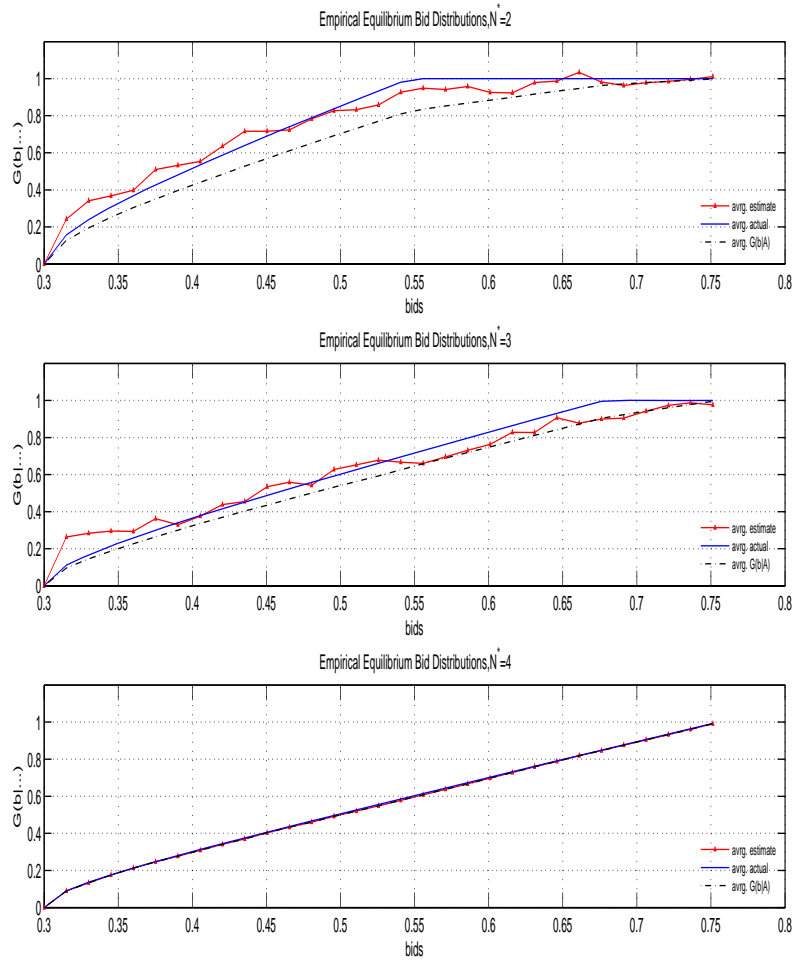 Empirical Equilibrium Bid Distributions,N*=2
G(b|...)
1
0.8
0.6
0.4
0.2
0
avrg. estimate
avrg. actual
avrg. G(b|A)
0.3 0.35 0.4 0.45 0.5 0.55 0.6 0.65 0.7 0.75 0.8
bids
Empirical Equilibrium Bid Distributions,N*=3
G(b|...)
1
0.8
0.6
0.4
0.2
0
avrg. estimate
avrg. actual
avrg. G(b|A)
0.3 0.35 0.4 0.45 0.5 0.55 0.6 0.65 0.7 0.75 0.8
bids
Empirical Equilibrium Bid Distributions,N*=4
G(b|...)
1
0.8
0.6
0.4
0.2
0
avrg. estimate
avrg. actual
avrg. G(b|A)
0.3 0.35 0.4 0.45 0.5 0.55 0.6 0.65 0.7 0.75 0.8
bids